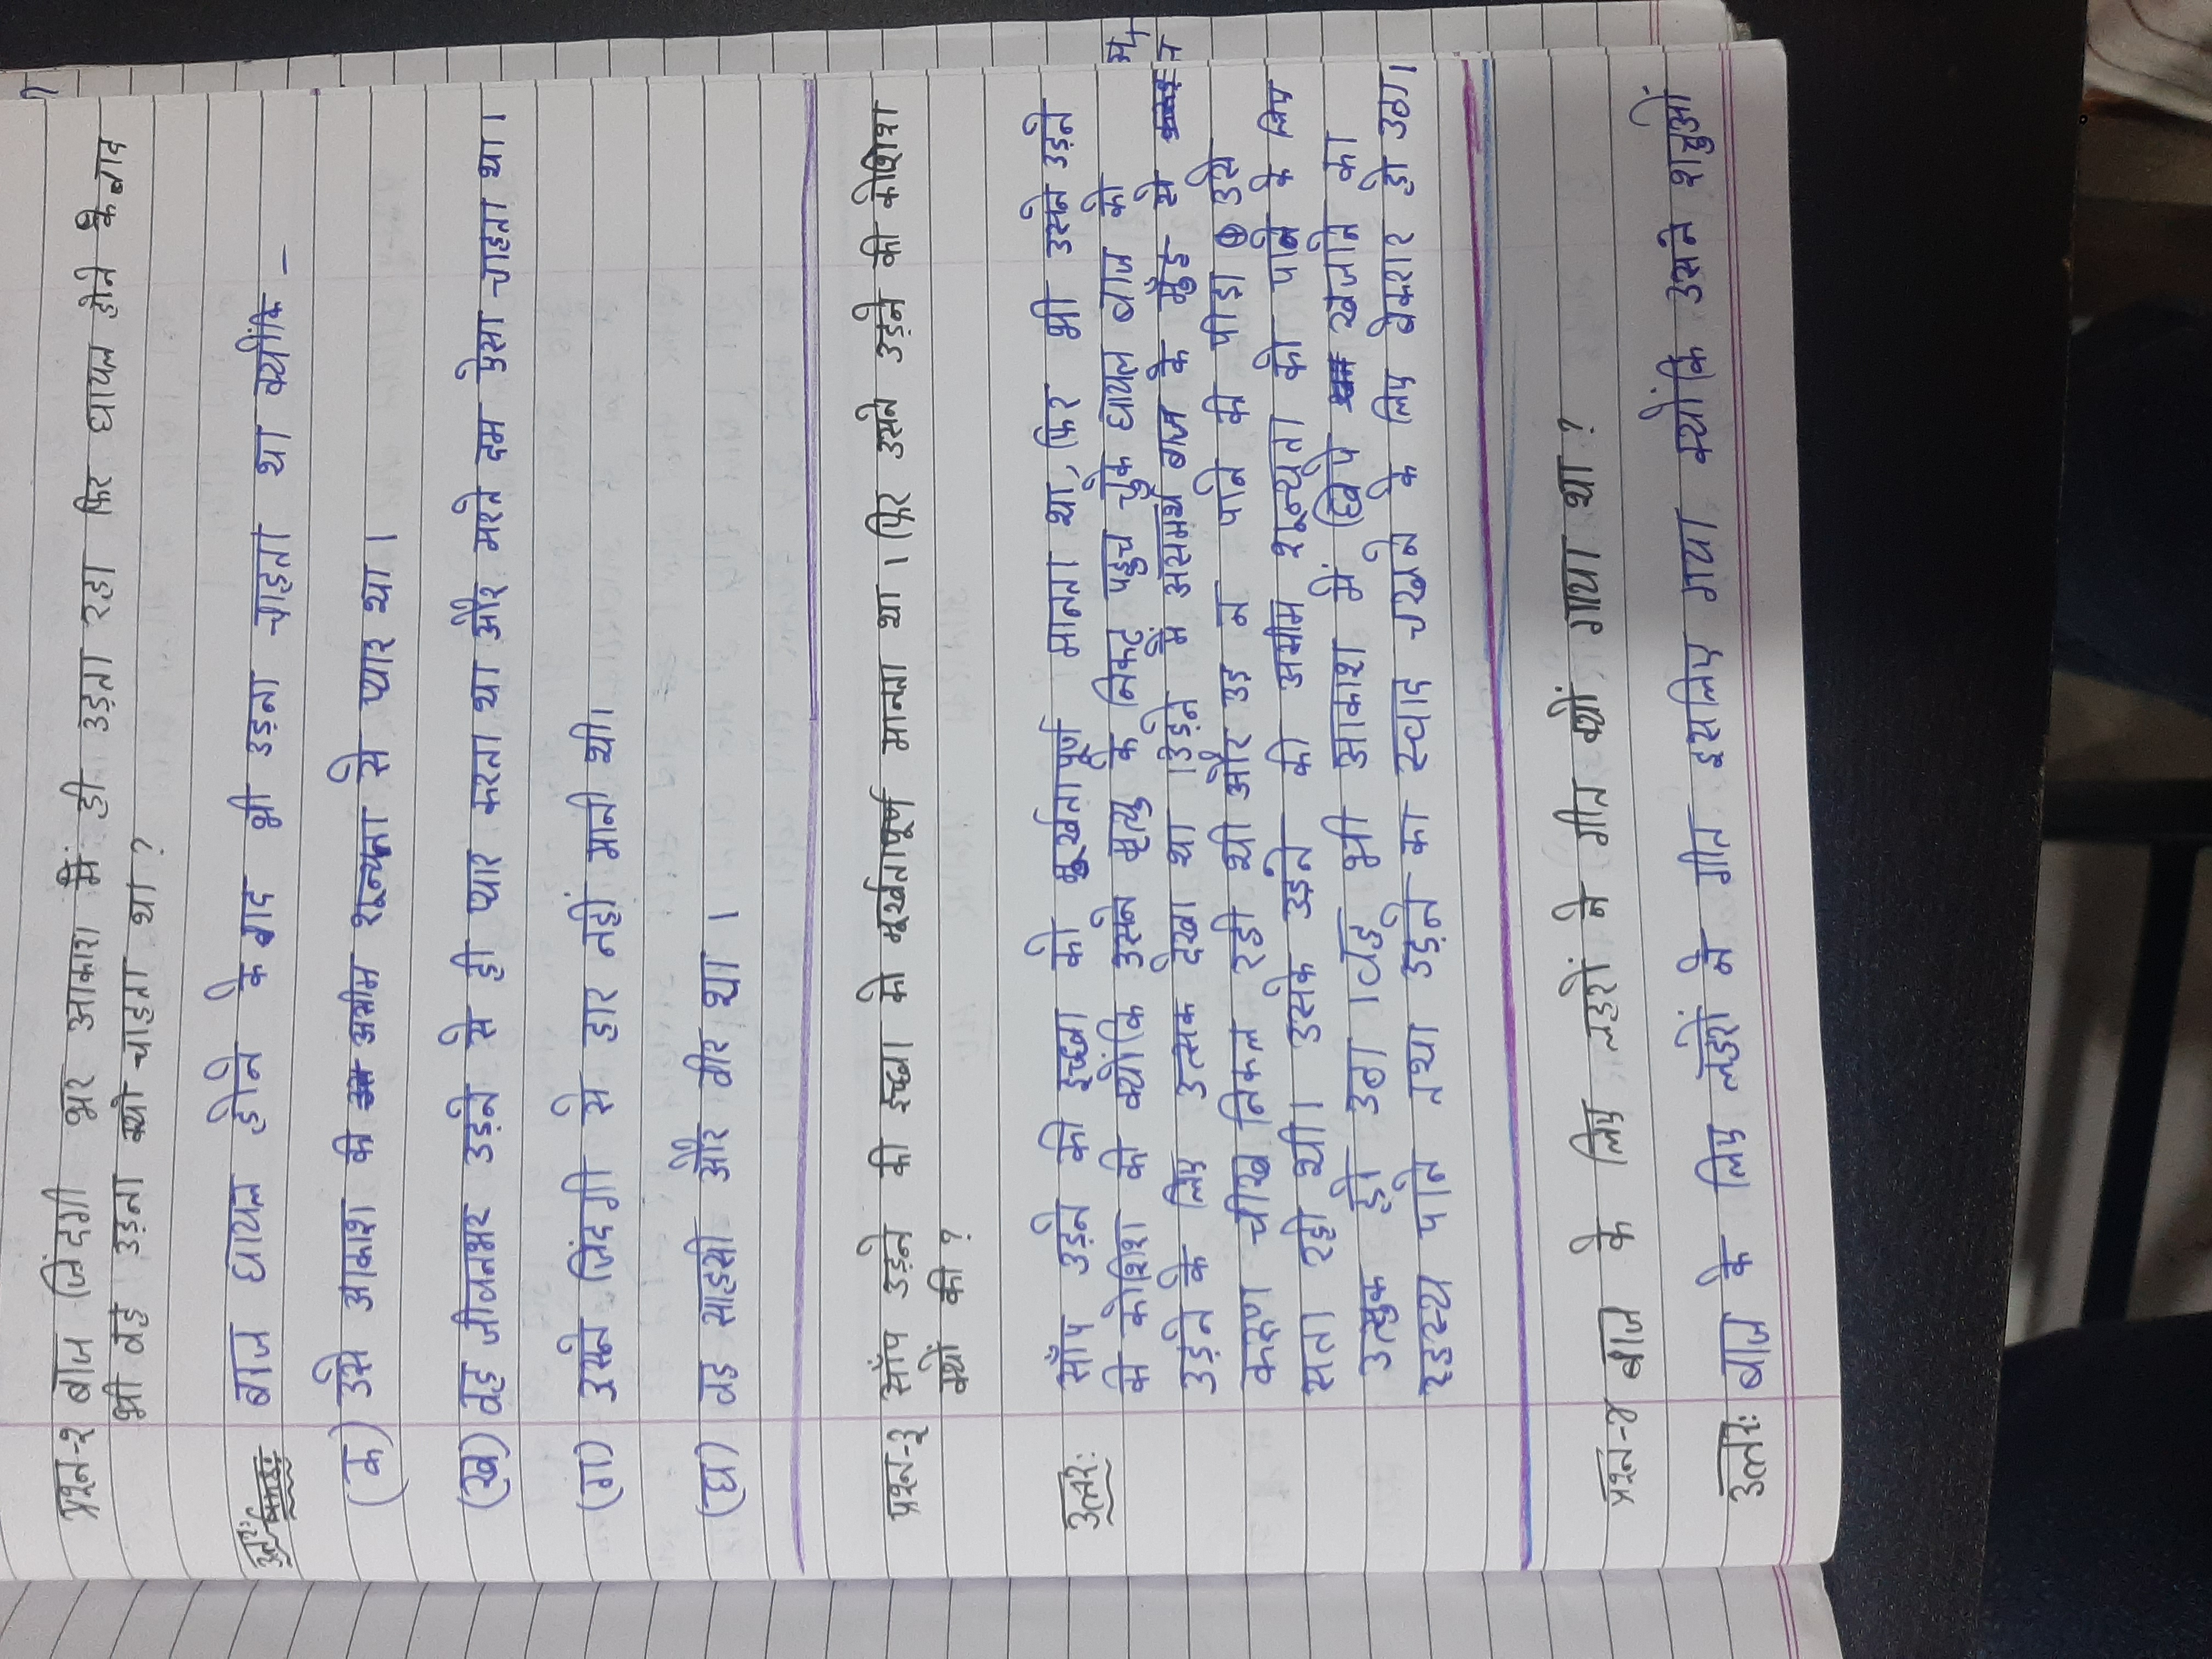 प्रश्न-२ बाज जिंदगी भर आकाश में ही उड़ता रहा फिर घायल होने के बाद
भी वह उड़ना क्यों चाहता था ?
उत्तर: बाज घायल होने के बाद भी उड़ना चाहता था क्योंकि –
(क) उसे आकाश की असीम शून्यता से प्यार था ।
(ख) वह जीवनभर उड़ने से ही प्यार करता था और मरते दम ऐसा चाहता था ।
(ग) उसने जिंदगी से हार नहीं मानी थी।
(घ) वह साहसी और वीर था ।
प्रश्न-३ साँप उड़ने की इच्छा को मूर्खतापूर्ण मानता था । फिर उसने उड़ने की कोशिश
क्यों की ?
उत्तर: साँप उड़ने की इच्छा को मूर्खतापूर्ण मानता था, फिर भी उसने उड़ने
की कोशिश की क्योंकि उसने मृत्यु के निकट पहुच चुके घायल बाज को
उड़ने के लिए उत्सक देखा था । उड़ने में असमर्थ बाज के मुँह से
करुण चीख निकल रही थी और उड़ न पाने की पीड़ा उसे
सता रही थी। उसके उड़ने की असीम शून्यता को पाने के लिए
उत्सुक हो उठा । वह भी आकाश में छिपे खजाने का
रहस्य पाने तथा उड़ने का स्वाद चखने के लिए बेकरार हो उठा।
प्रश्न-४ बाज के लिए लहरों ने गीत क्यों गाया था ?
उत्तर: बाज के लिए लहरों ने गीत इसलिए गया क्योंकि उसने शत्रुओं